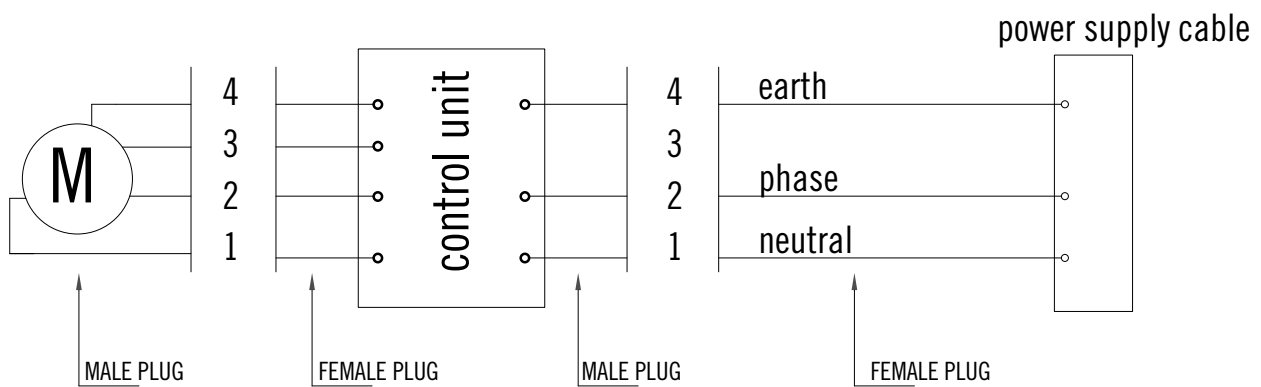 power supply cable
M
4
3
2
1
control unit
4
3
2
1
earth
phase
neutral
MALE PLUG
FEMALE PLUG
MALE PLUG
FEMALE PLUG